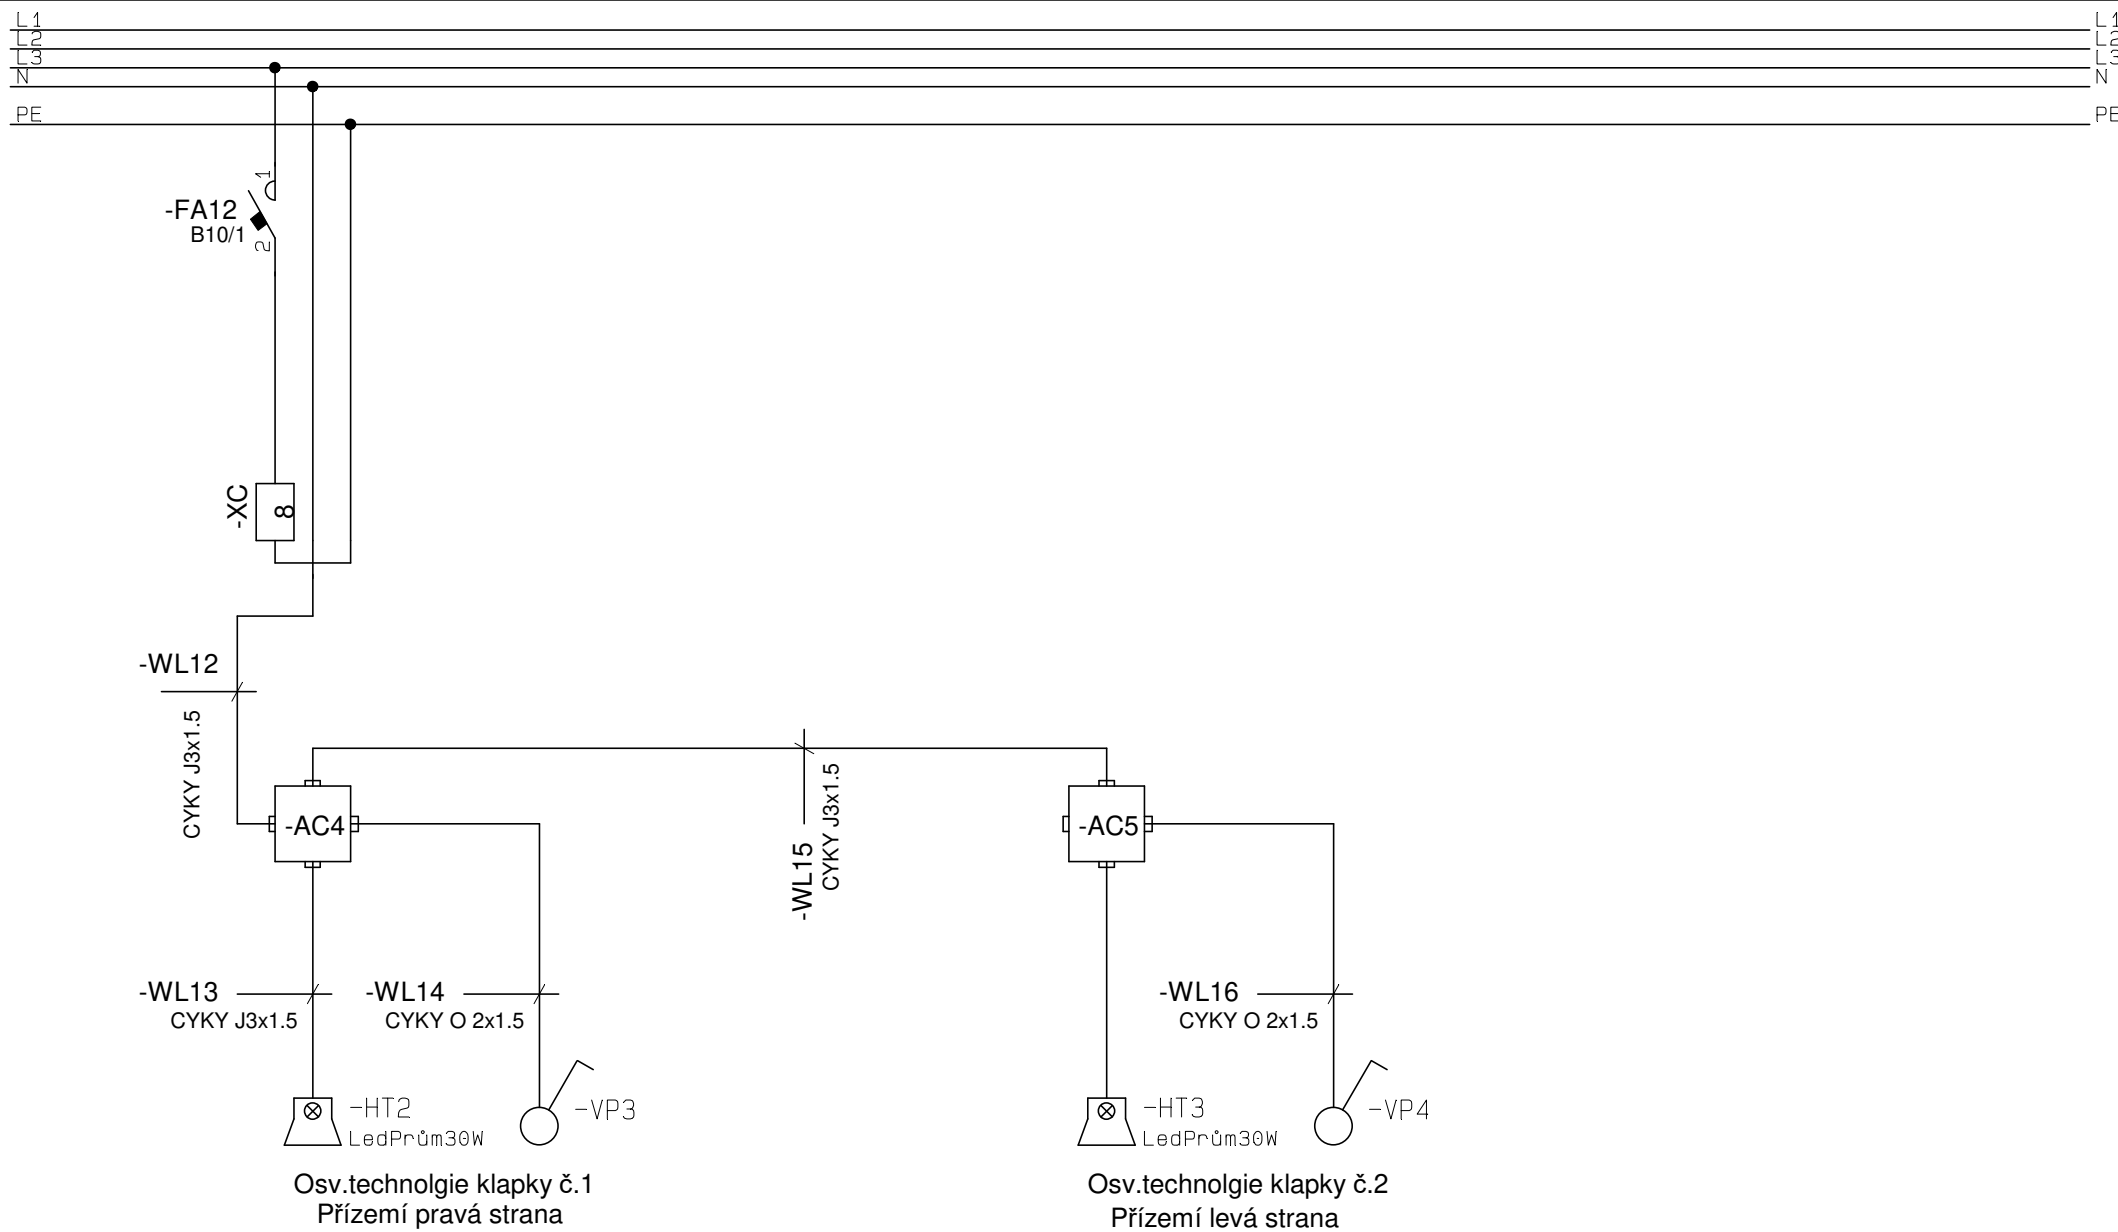 L1
L1
L2
L2
L3
L3
N
N
PE
PE
1
-FA12
B10/1
2
-XC
8
-WL12
CYKY J3x1.5
-AC4
-WL15
CYKY J3x1.5
-AC5
-WL13
CYKY J3x1.5
-WL14
CYKY O 2x1.5
-WL16
CYKY O 2x1.5
-HT2
LedPrům30W
-VP3
-HT3
LedPrům30W
-VP4
Osv.technolgie klapky č.1
Přízemí pravá strana
Osv.technolgie klapky č.2
Přízemí levá strana